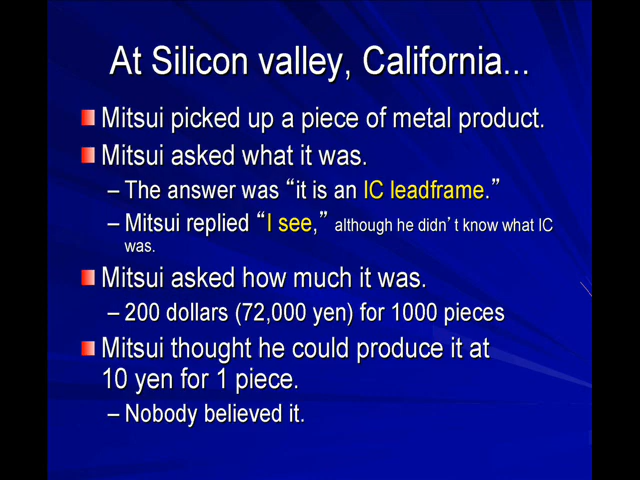 At Silicon valley, California...
Mitsui picked up a piece of metal product.
Mitsui asked what it was.
– The answer was “it is an IC leadframe.”
– Mitsui replied “I see,” although he didn’t know what IC
was.
Mitsui asked how much it was.
– 200 dollars (72,000 yen) for 1000 pieces
Mitsui thought he could produce it at
10 yen for 1 piece.
– Nobody believed it.